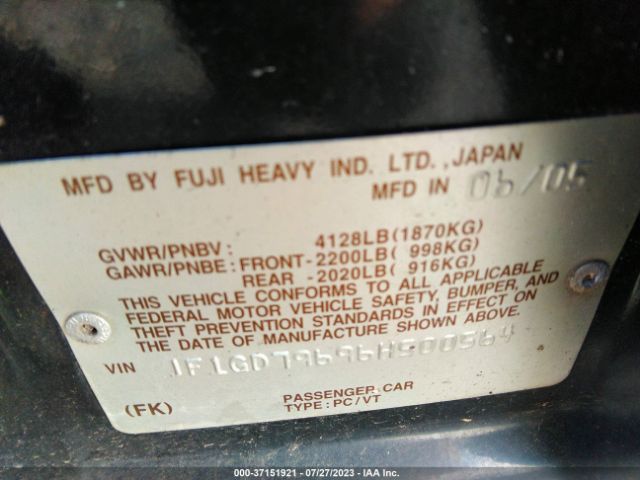 MFD BY FUJI HEAVY IND. LTD., JAPAN
MFD IN 06/05
GVWR/PNBV: 4128LB(1870KG)
GAWR/PNBE: FRONT-2200LB( 998KG)
REAR -2020LB( 916KG)
THIS VEHICLE CONFORMS TO ALL APPLICABLE
FEDERAL MOTOR VEHICLE SAFETY, BUMPER, AND
THEFT PREVENTION STANDARDS IN EFFECT ON
THE DATE OF MANUFACTURE SHOWN ABOVE.
VIN JF1GD79696H500564
PASSENGER CAR
(FK) TYPE: PC/VT
000-37151921 - 07/27/2023 - IAA Inc.